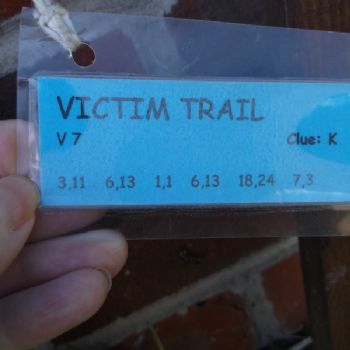 VICTIM TRAIL
V 7 Clue: K
3,11 6,13 1,1 6,13 18,24 7,3